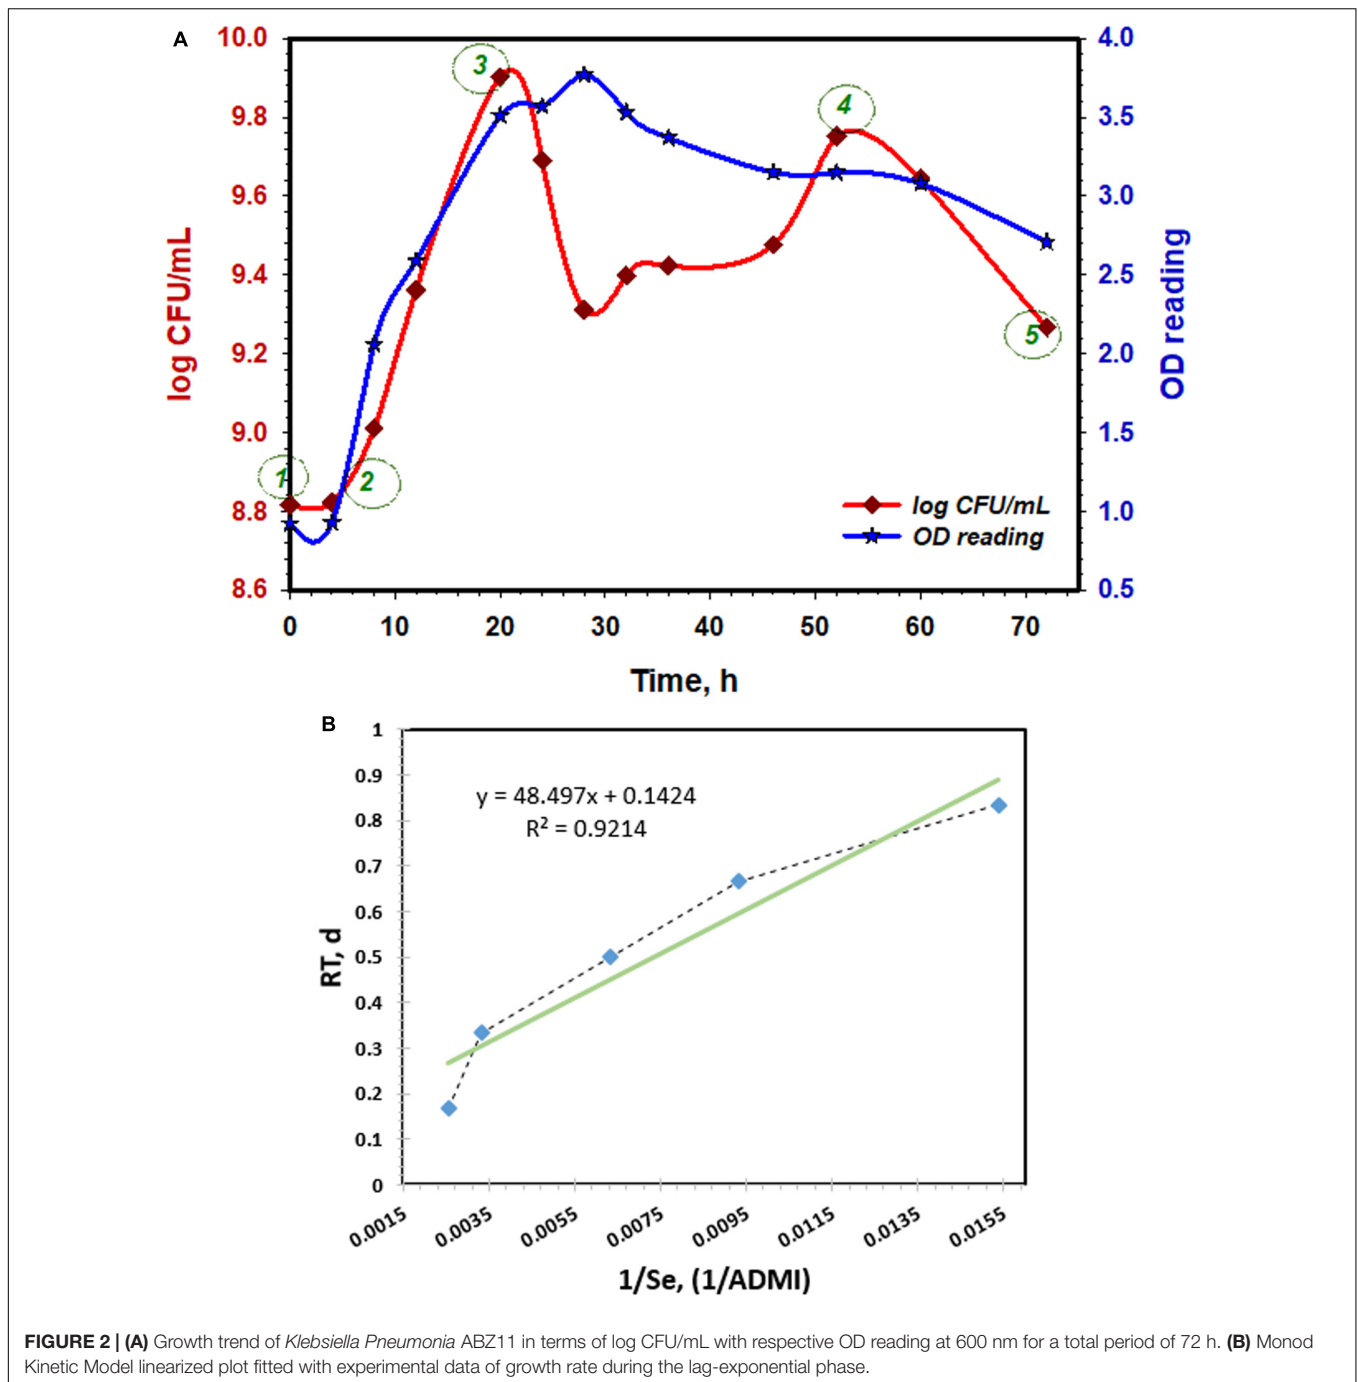 A
10.0
9.8
9.6
9.4
9.2
9.0
8.8
8.6
log CFU/mL
4.0
3.5
3.0
2.5
2.0
1.5
1.0
0.5
OD reading
1
2
3
4
5
log CFU/mL
OD reading
0 10 20 30 40 50 60 70
Time, h
B
1
0.9
0.8
0.7
0.6
0.5
0.4
0.3
0.2
0.1
0
RT, d
y = 48.497x + 0.1424
R² = 0.9214
0.0015 0.0035 0.0055 0.0075 0.0095 0.0115 0.0135 0.0155
1/Se, (1/ADMI)
FIGURE 2 | (A) Growth trend of Klebsiella Pneumonia ABZ11 in terms of log CFU/mL with respective OD reading at 600 nm for a total period of 72 h. (B) Monod
Kinetic Model linearized plot fitted with experimental data of growth rate during the lag-exponential phase.